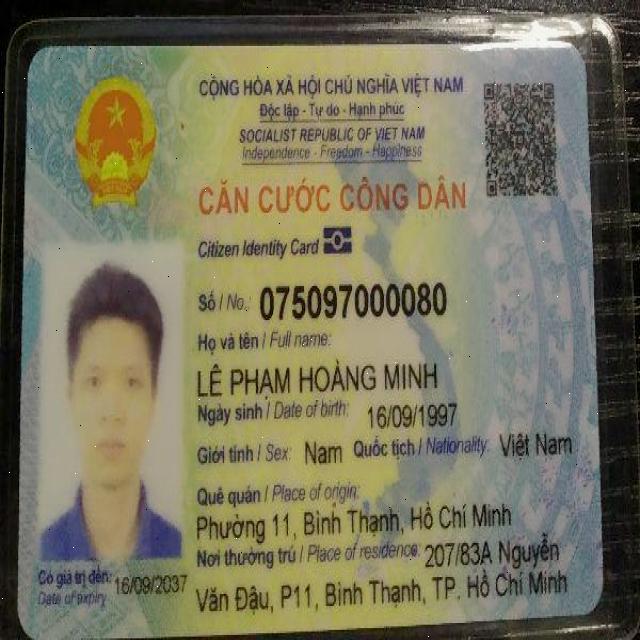 CỘNG HÒA XÃ HỘI CHỦ NGHĨA VIỆT NAM
Độc lập - Tự do - Hạnh phúc
SOCIALIST REPUBLIC OF VIET NAM
Independence - Freedom - Happiness
CĂN CƯỚC CÔNG DÂN
Citizen Identity Card
Số / No.: 075097000080
Họ và tên / Full name:
LÊ PHẠM HOÀNG MINH
Ngày sinh / Date of birth: 16/09/1997
Giới tính / Sex: Nam Quốc tịch / Nationality: Việt Nam
Quê quán / Place of origin:
Phường 11, Bình Thạnh, Hồ Chí Minh
Nơi thường trú / Place of residence: 207/83A Nguyễn
Văn Đậu, P11, Bình Thạnh, TP. Hồ Chí Minh
Có giá trị đến: 16/09/2037
Date of expiry